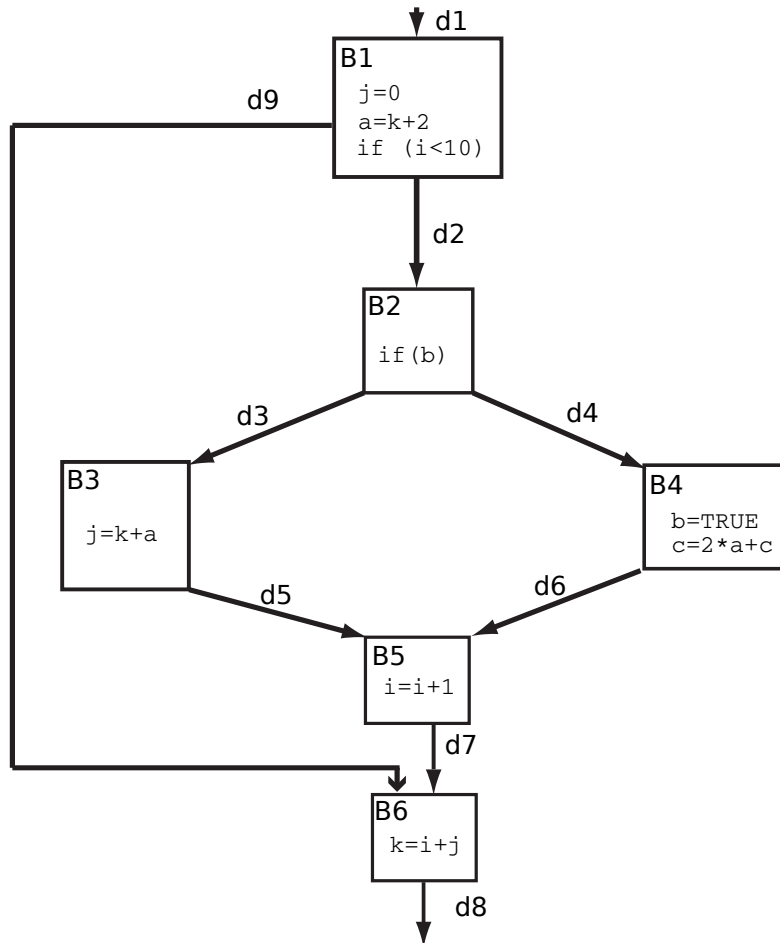 d1
B1
j=0
a=k+2
if (i<10)
d9
d2
B2
if(b)
d3
d4
B3
j=k+a
B4
b=TRUE
c=2*a+c
d5
d6
B5
i=i+1
d7
B6
k=i+j
d8